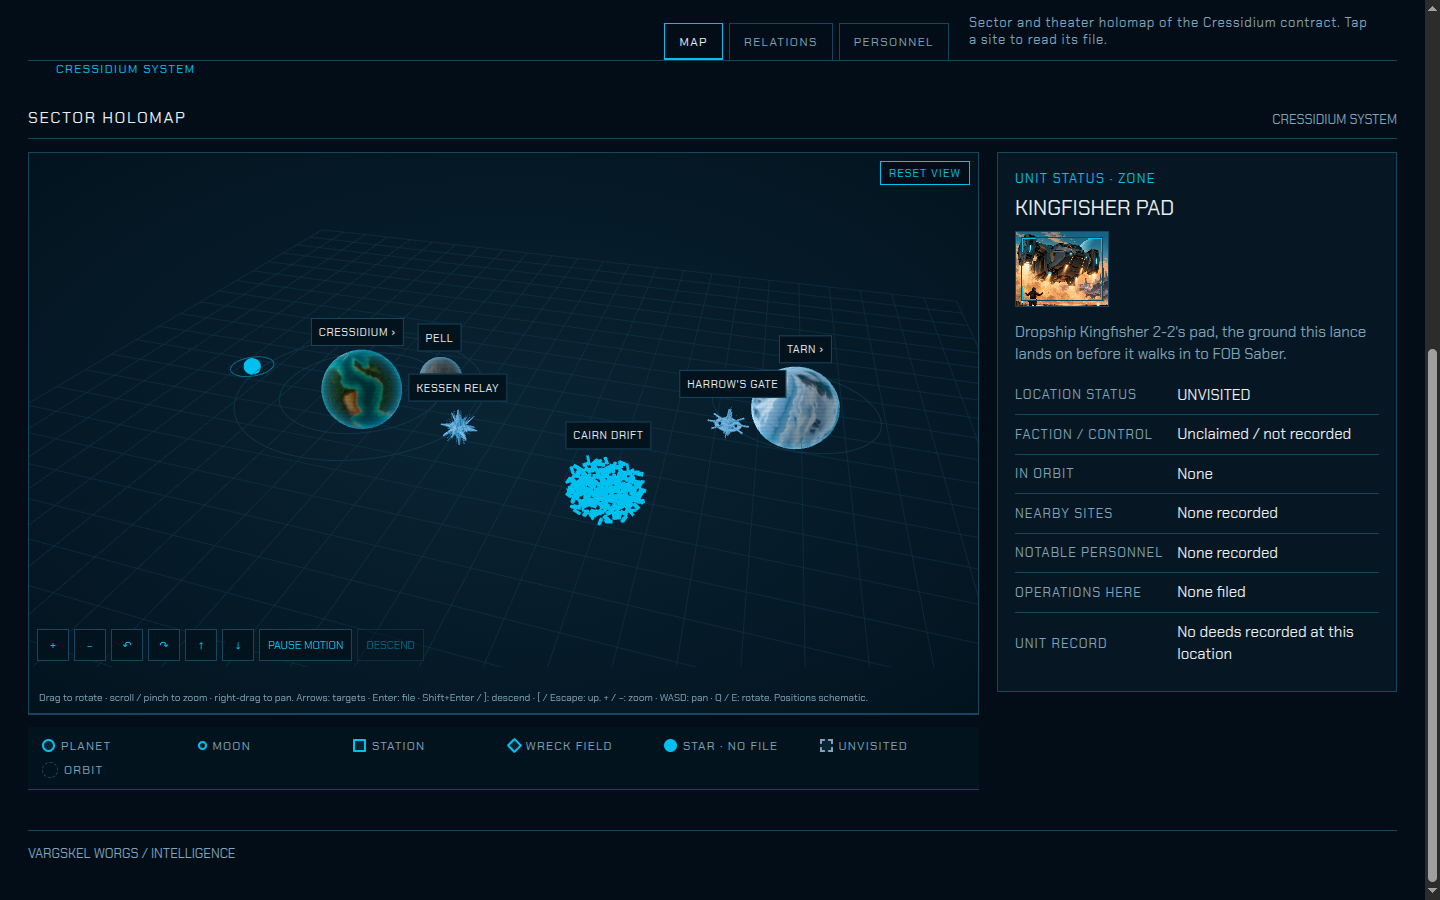 MAP
RELATIONS
PERSONNEL
Sector and theater holomap of the Cressidium contract. Tap
a site to read its file.
CRESSIDIUM SYSTEM
SECTOR HOLOMAP
CRESSIDIUM SYSTEM
RESET VIEW
CRESSIDIUM ›
PELL
KESSEN RELAY
TARN ›
HARROW'S GATE
CAIRN DRIFT
+
-
↶
↷
↑
↓
PAUSE MOTION
DESCEND
Drag to rotate · scroll / pinch to zoom · right-drag to pan. Arrows: targets · Enter: file · Shift+Enter / ]: descend · [ / Escape: up. + / -: zoom · WASD: pan · Q / E: rotate. Positions schematic.
PLANET
MOON
STATION
WRECK FIELD
STAR · NO FILE
UNVISITED
ORBIT
UNIT STATUS · ZONE
KINGFISHER PAD
Dropship Kingfisher 2-2's pad, the ground this lance
lands on before it walks in to FOB Saber.
LOCATION STATUS UNVISITED
FACTION / CONTROL Unclaimed / not recorded
IN ORBIT None
NEARBY SITES None recorded
NOTABLE PERSONNEL None recorded
OPERATIONS HERE None filed
UNIT RECORD No deeds recorded at this
location
VARGSKEL WORGS / INTELLIGENCE